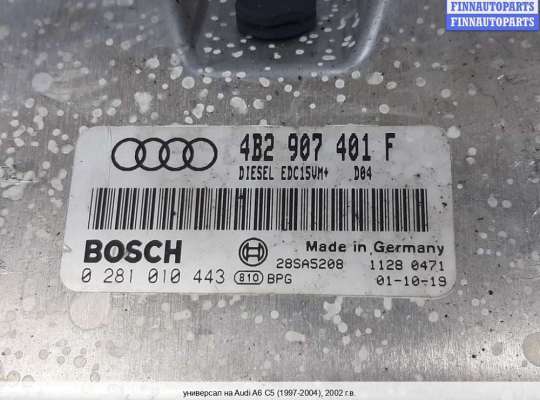 FINNAUTOPARTS
FINNAUTOPARTS
4B2 907 401 F
DIESEL EDC15VM+ .D04
BOSCH
Made in Germany
0 281 010 443 810 BPG
28SA5208 1128 0471
01-10-19
универсал на Audi A6 C5 (1997-2004), 2002 г.в.